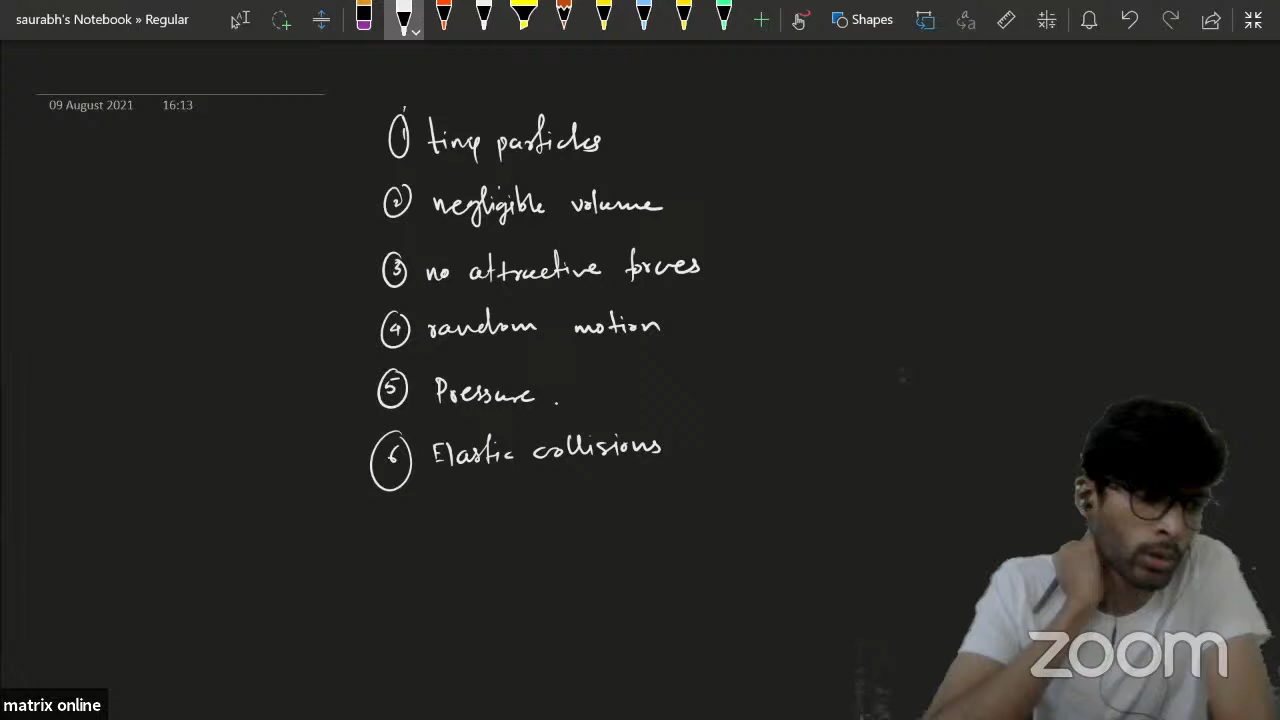 saurabh's Notebook » Regular
Shapes
09 August 2021 16:13
① tiny particles
② negligible volume
③ no attractive forces
④ random motion
⑤ Pressure.
⑥ Elastic collisions
zoom
matrix online